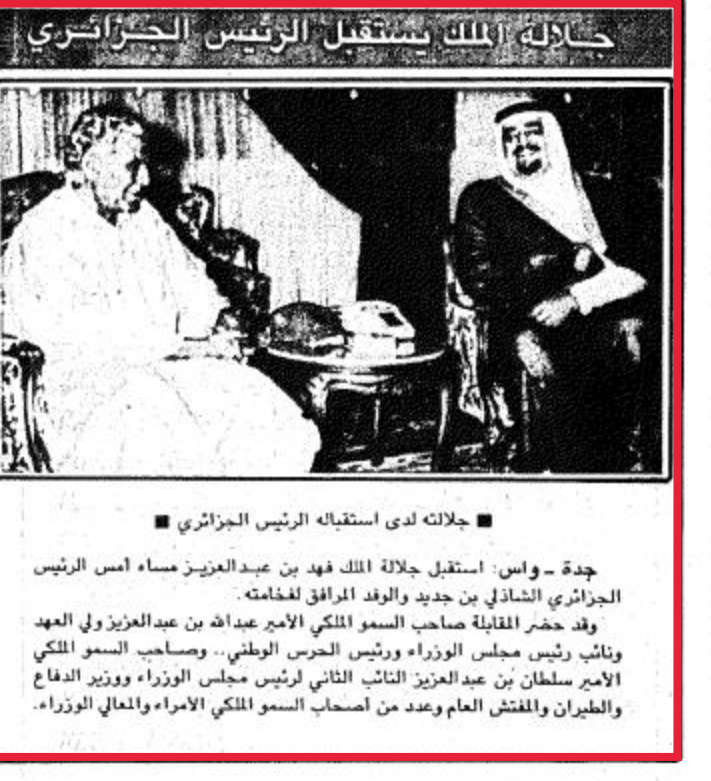 جلالة الملك يستقبل الرئيس الجزائري
■ جلالته لدى استقباله الرئيس الجزائري ■
جدة ـ واس: استقبل جلالة الملك فهد بن عبدالعزيز مساء أمس الرئيس
الجزائري الشاذلي بن جديد والوفد المرافق لفخامته.
وقد حضر المقابلة صاحب السمو الملكي الأمير عبدالله بن عبدالعزيز ولي العهد
ونائب رئيس مجلس الوزراء ورئيس الحرس الوطني.. وصاحب السمو الملكي
الأمير سلطان بن عبدالعزيز النائب الثاني لرئيس مجلس الوزراء ووزير الدفاع
والطيران والمفتش العام وعدد من أصحاب السمو الملكي الأمراء والمعالي الوزراء.